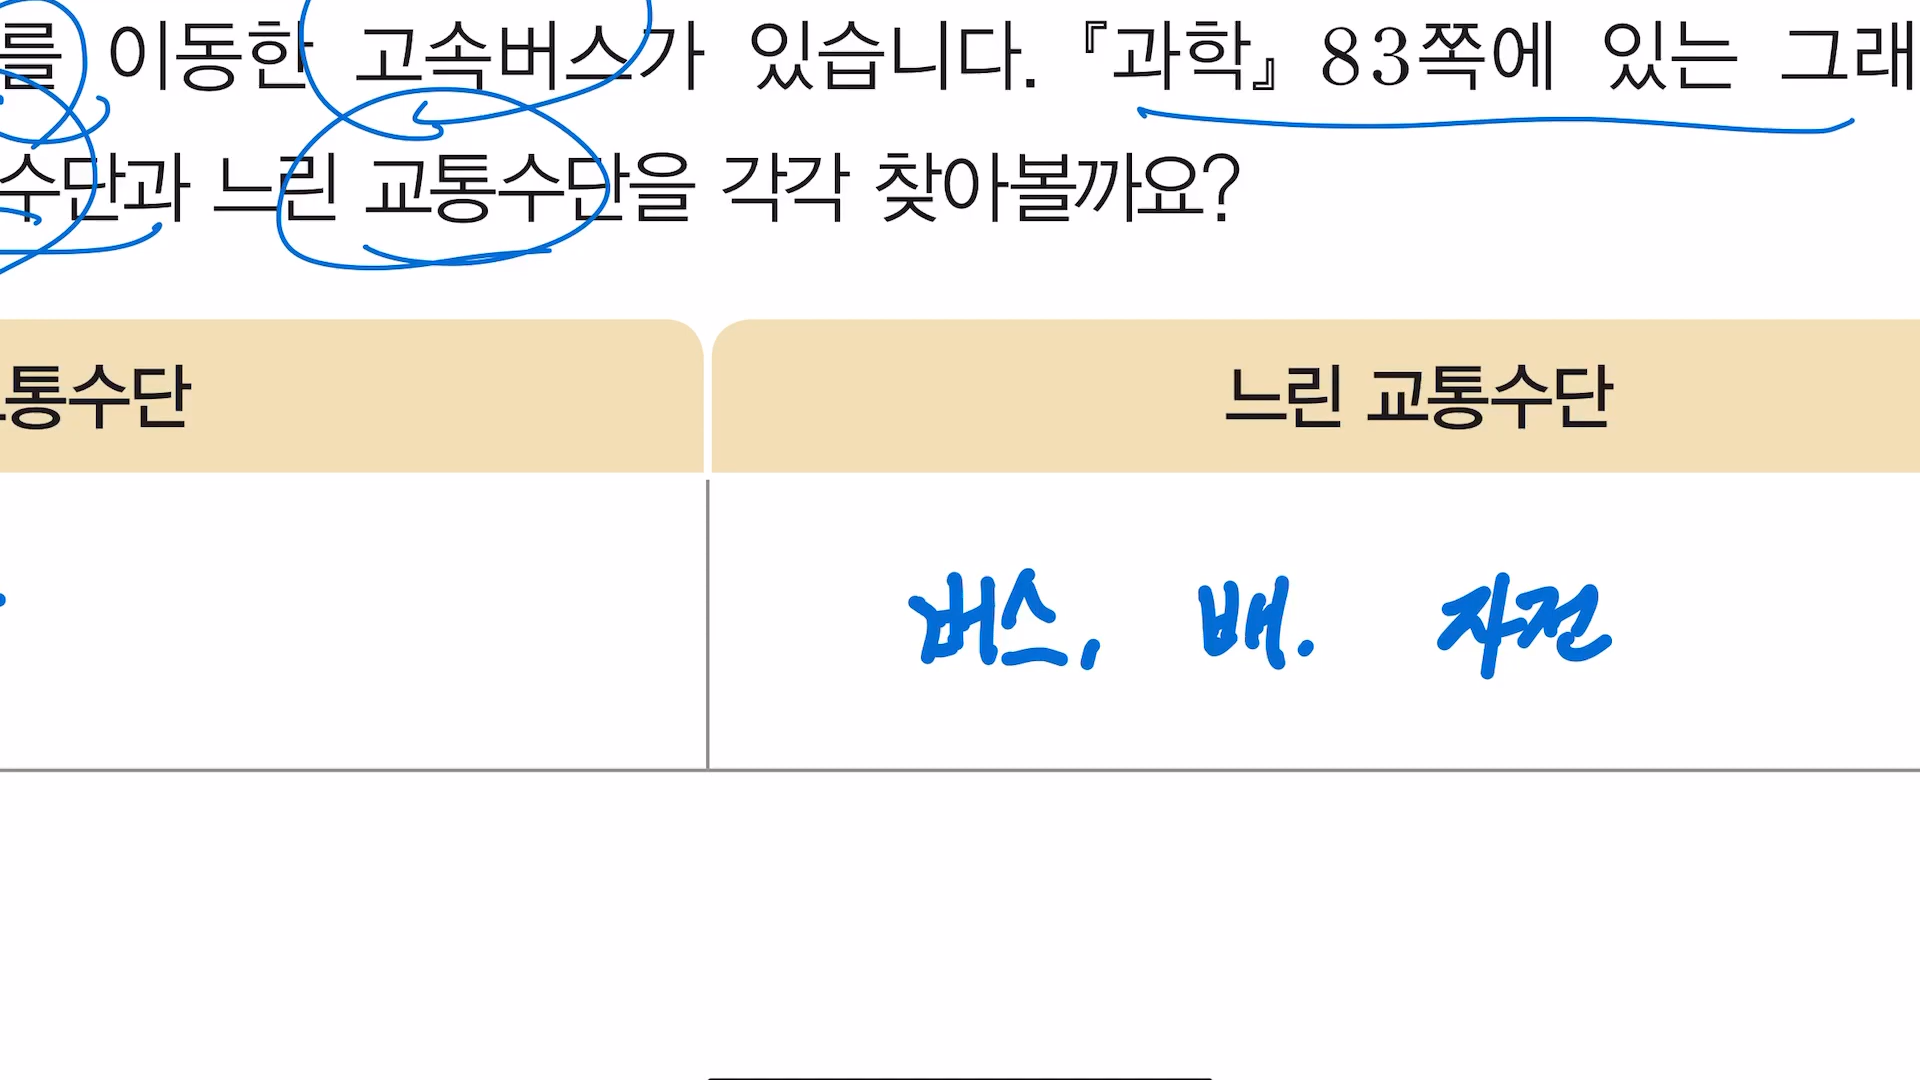 를 이동한 고속버스가 있습니다. 『과학』 83쪽에 있는 그래
수단과 느린 교통수단을 각각 찾아볼까요?
통수단 느린 교통수단
버스, 배. 자전